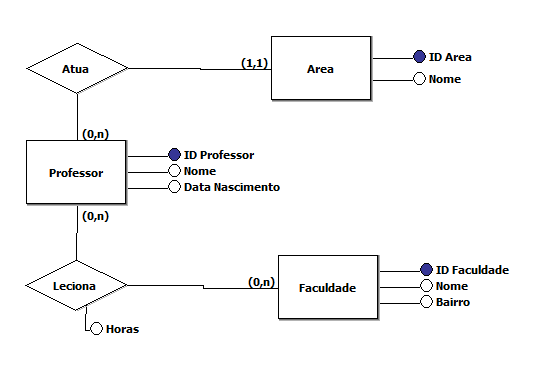 Atua
(1,1)
Area
ID Area
Nome
(0,n)
Professor
ID Professor
Nome
Data Nascimento
(0,n)
Leciona
Horas
(0,n)
Faculdade
ID Faculdade
Nome
Bairro